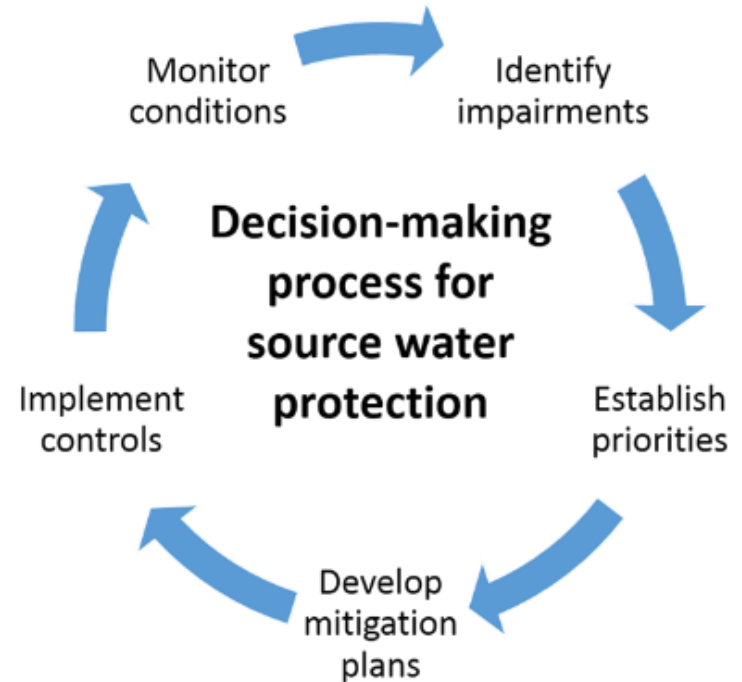 Monitor
conditions
Identify
impairments
Decision-making
process for
source water
protection
Establish
priorities
Develop
mitigation
plans
Implement
controls